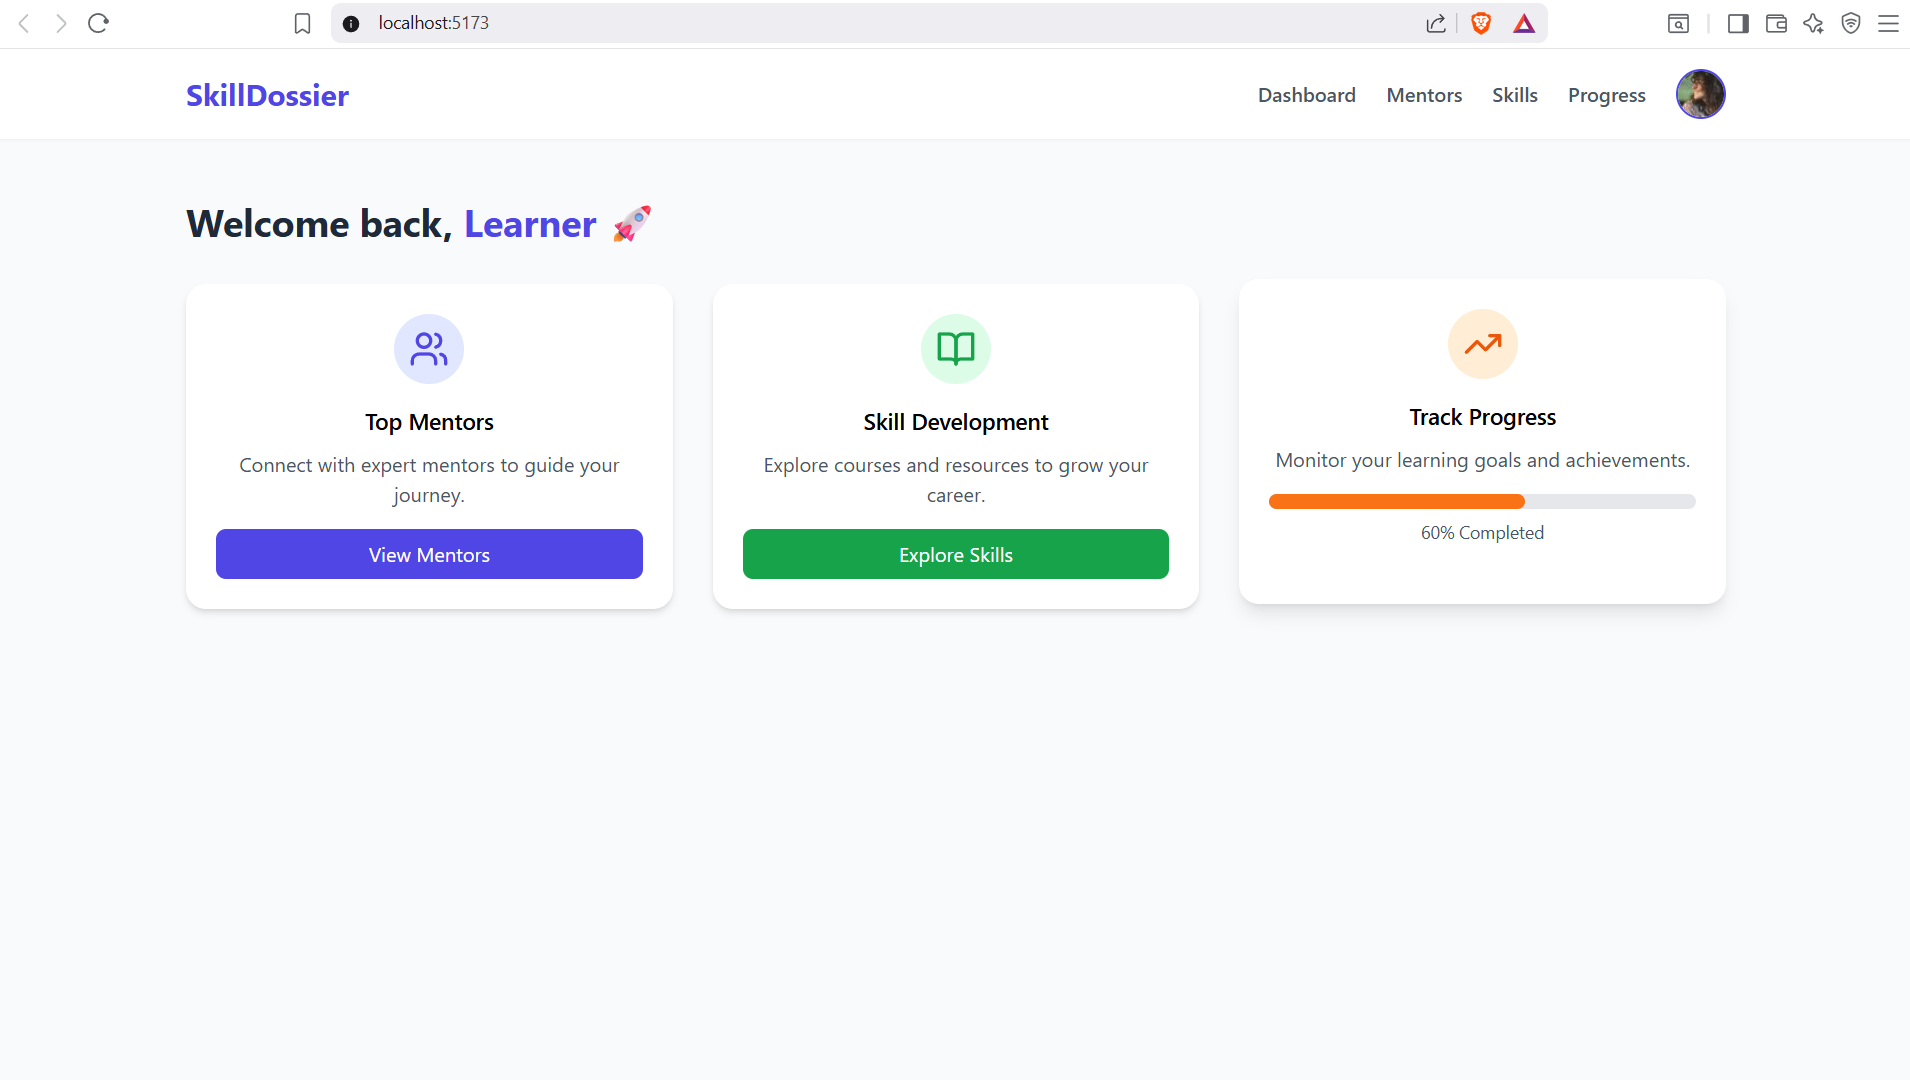 localhost:5173
SkillDossier
Dashboard Mentors Skills Progress
Welcome back, Learner 🚀
Top Mentors
Connect with expert mentors to guide your
journey.
View Mentors
Skill Development
Explore courses and resources to grow your
career.
Explore Skills
Track Progress
Monitor your learning goals and achievements.
60% Completed